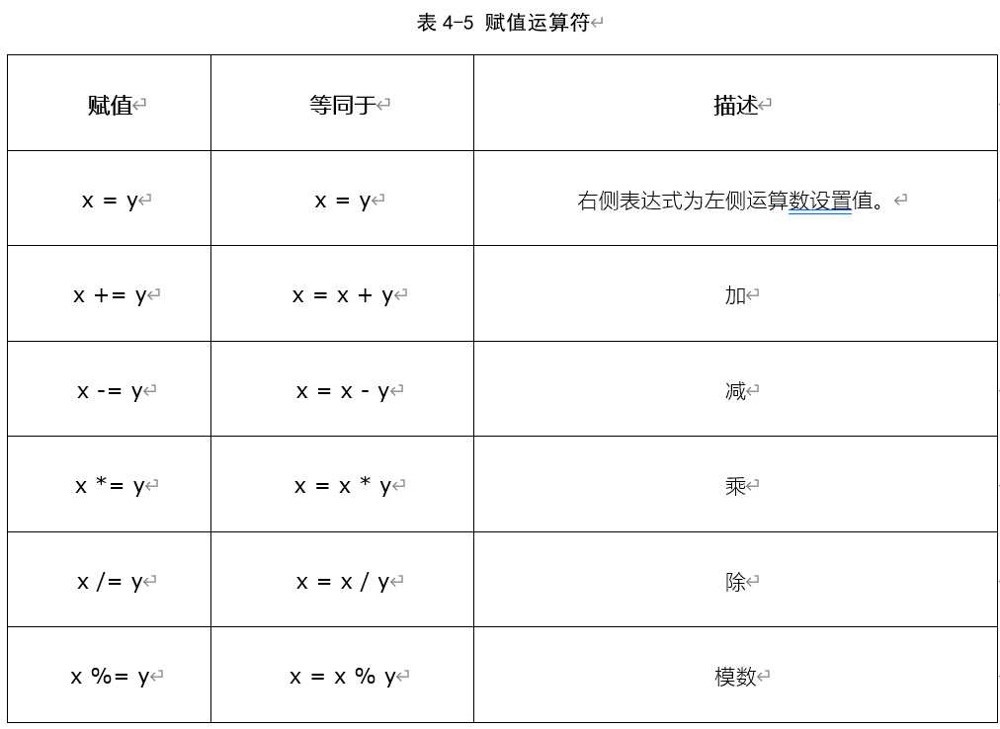 表 4-5 赋值运算符
赋值 等同于 描述
x = y x = y 右侧表达式为左侧运算数设置值。
x += y x = x + y 加
x -= y x = x - y 减
x *= y x = x * y 乘
x /= y x = x / y 除
x %= y x = x % y 模数